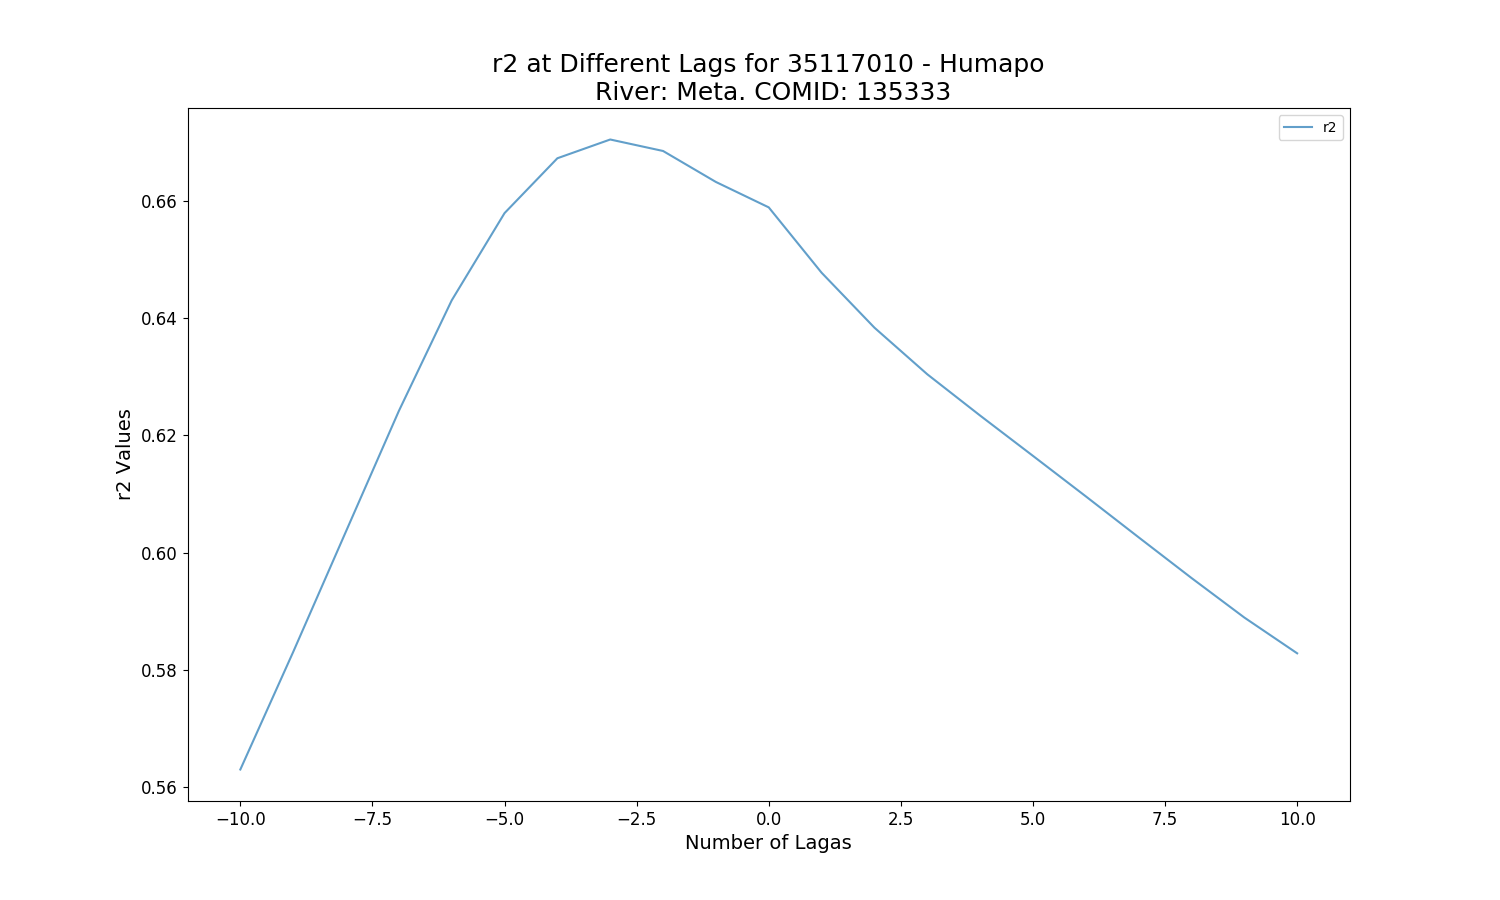 r2 at Different Lags for 35117010 - Humapo
River: Meta. COMID: 135333
r2
0.66
0.64
0.62
0.60
0.58
0.56
r2 Values
−10.0 −7.5 −5.0 −2.5 0.0 2.5 5.0 7.5 10.0
Number of Lagas